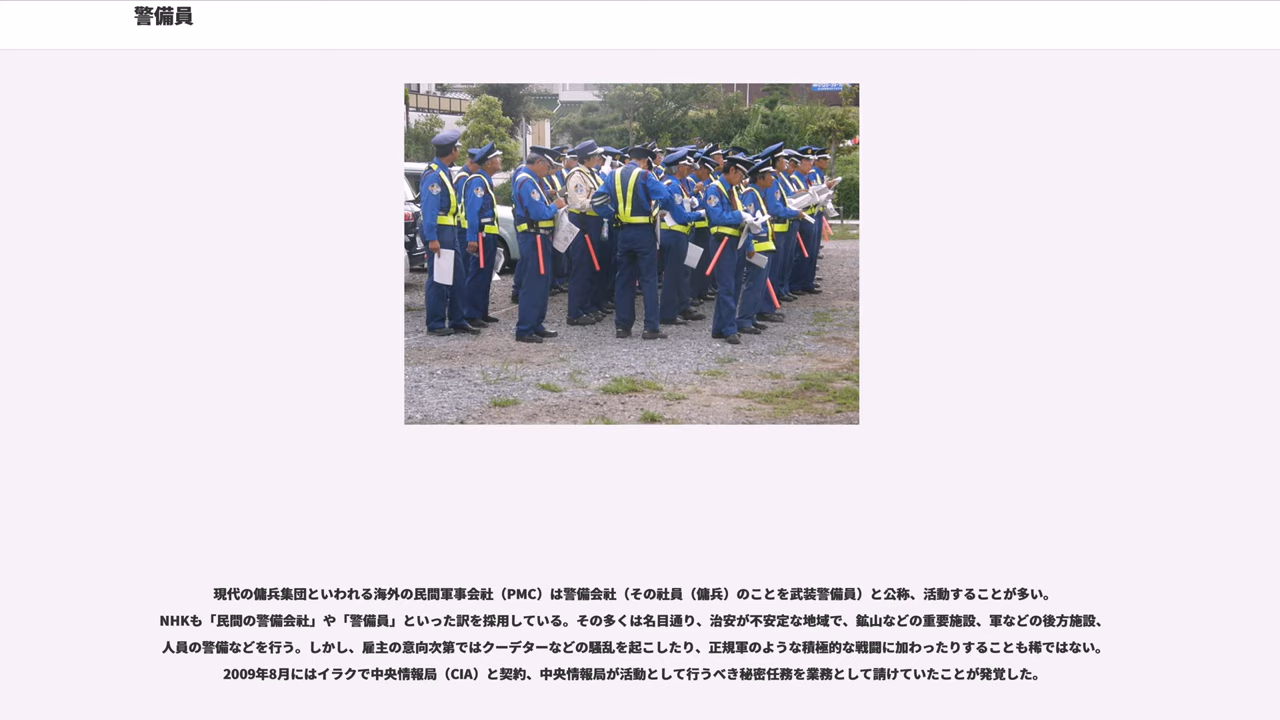 警備員
現代の傭兵集団といわれる海外の民間軍事会社（PMC）は警備会社（その社員（傭兵）のことを武装警備員）と公称、活動することが多い。
NHKも「民間の警備会社」や「警備員」といった訳を採用している。その多くは名目通り、治安が不安定な地域で、鉱山などの重要施設、軍などの後方施設、
人員の警備などを行う。しかし、雇主の意向次第ではクーデターなどの騒乱を起こしたり、正規軍のような積極的な戦闘に加わったりすることも稀ではない。
2009年8月にはイラクで中央情報局（CIA）と契約、中央情報局が活動として行うべき秘密任務を業務として請けていたことが発覚した。